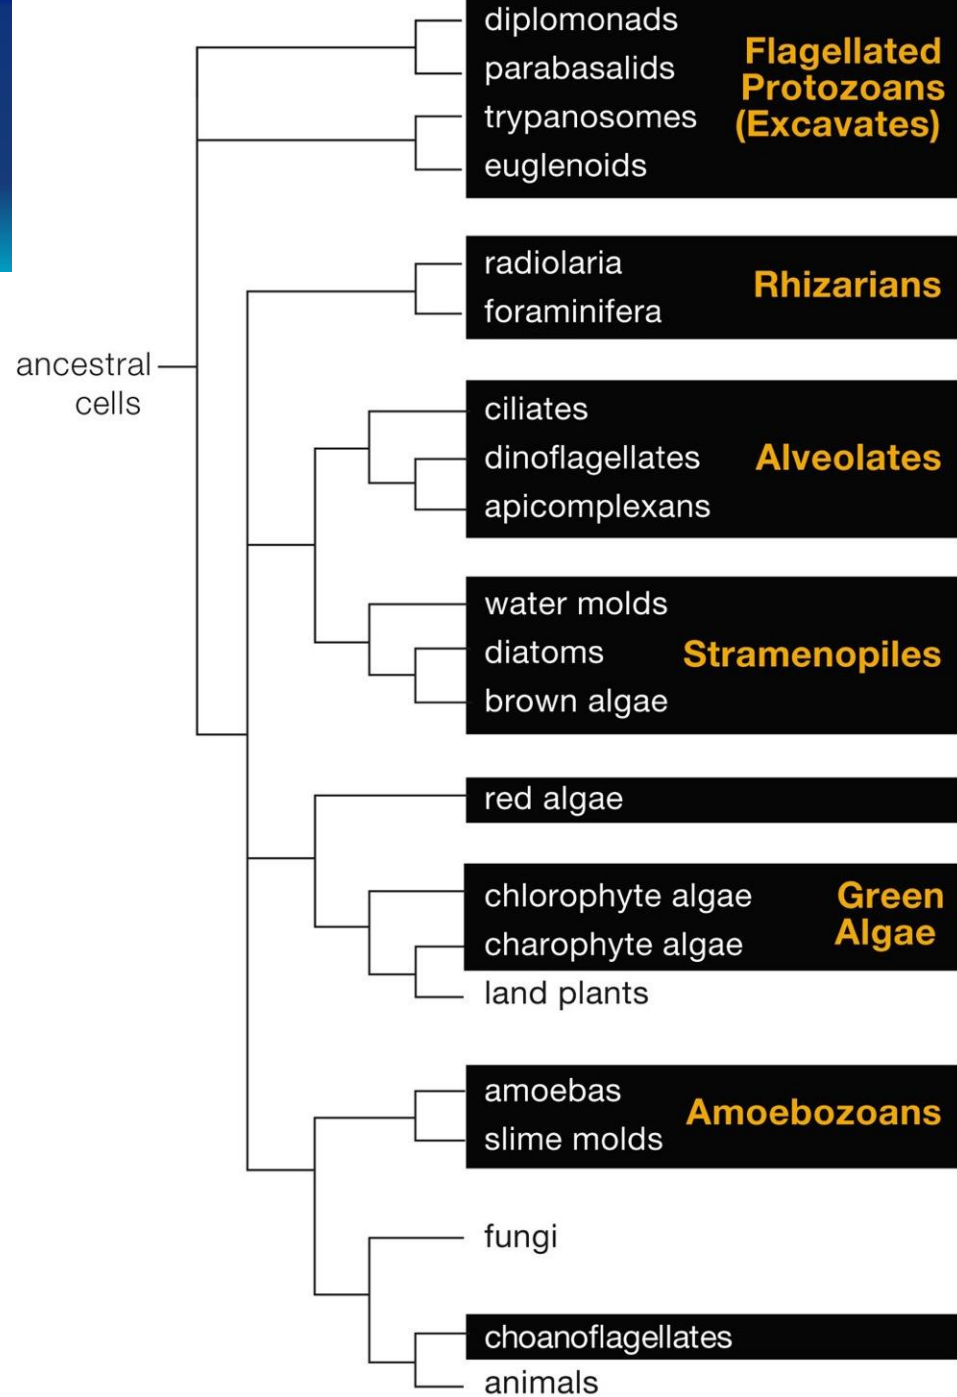 diplomonads
parabasalids
trypanosomes
euglenoids
Flagellated
Protozoans
(Excavates)
radiolaria
foraminifera
Rhizarians
ancestral
cells
ciliates
dinoflagellates
apicomplexans
Alveolates
water molds
diatoms
brown algae
Stramenopiles
red algae
chlorophyte algae
charophyte algae
Green
Algae
land plants
amoebas
slime molds
Amoebozoans
fungi
choanoflagellates
animals